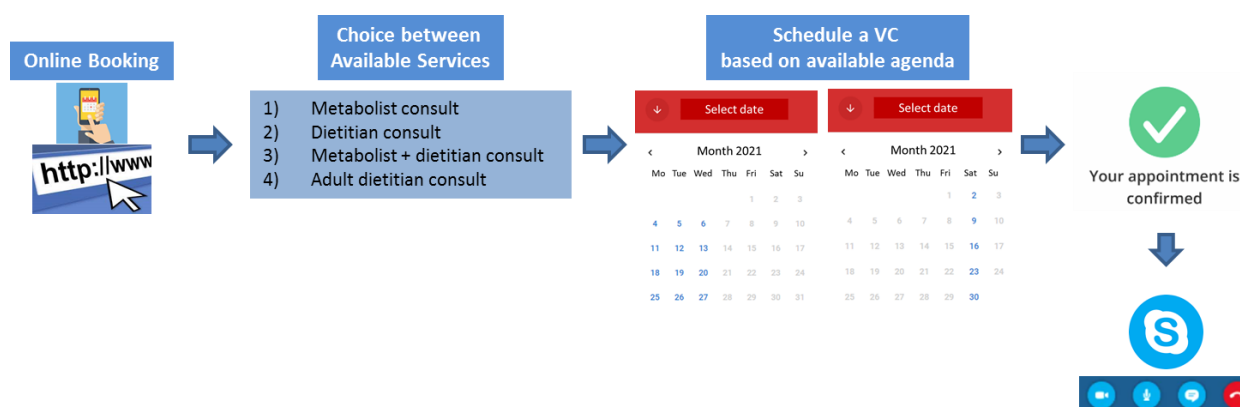 Online Booking
http://www
Choice between
Available Services
1) Metabolist consult
2) Dietitian consult
3) Metabolist + dietitian consult
4) Adult dietitian consult
Schedule a VC
based on available agenda
Select date
‹ Month 2021 ›
Mo Tue Wed Thu Fri Sat Su
1 2 3
4 5 6 7 8 9 10
11 12 13 14 15 16 17
18 19 20 21 22 23 24
25 26 27 28 29 30 31
Select date
‹ Month 2021 ›
Mo Tue Wed Thu Fri Sat Su
1 2 3
4 5 6 7 8 9 10
11 12 13 14 15 16 17
18 19 20 21 22 23 24
25 26 27 28 29 30
Your appointment is
confirmed
S